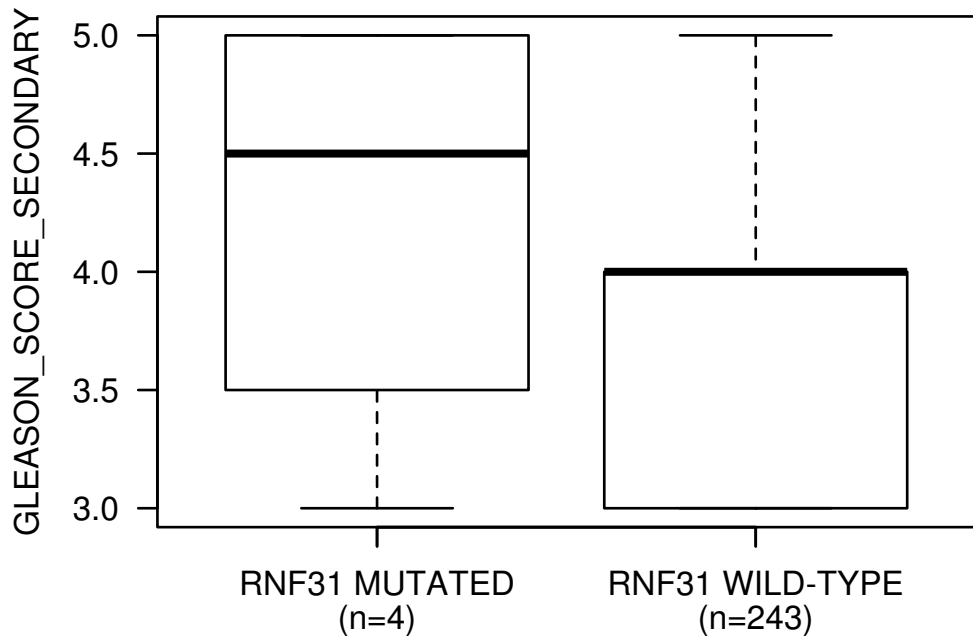 GLEASON_SCORE_SECONDARY
5.0
4.5
4.0
3.5
3.0
RNF31 MUTATED
(n=4)
RNF31 WILD-TYPE
(n=243)